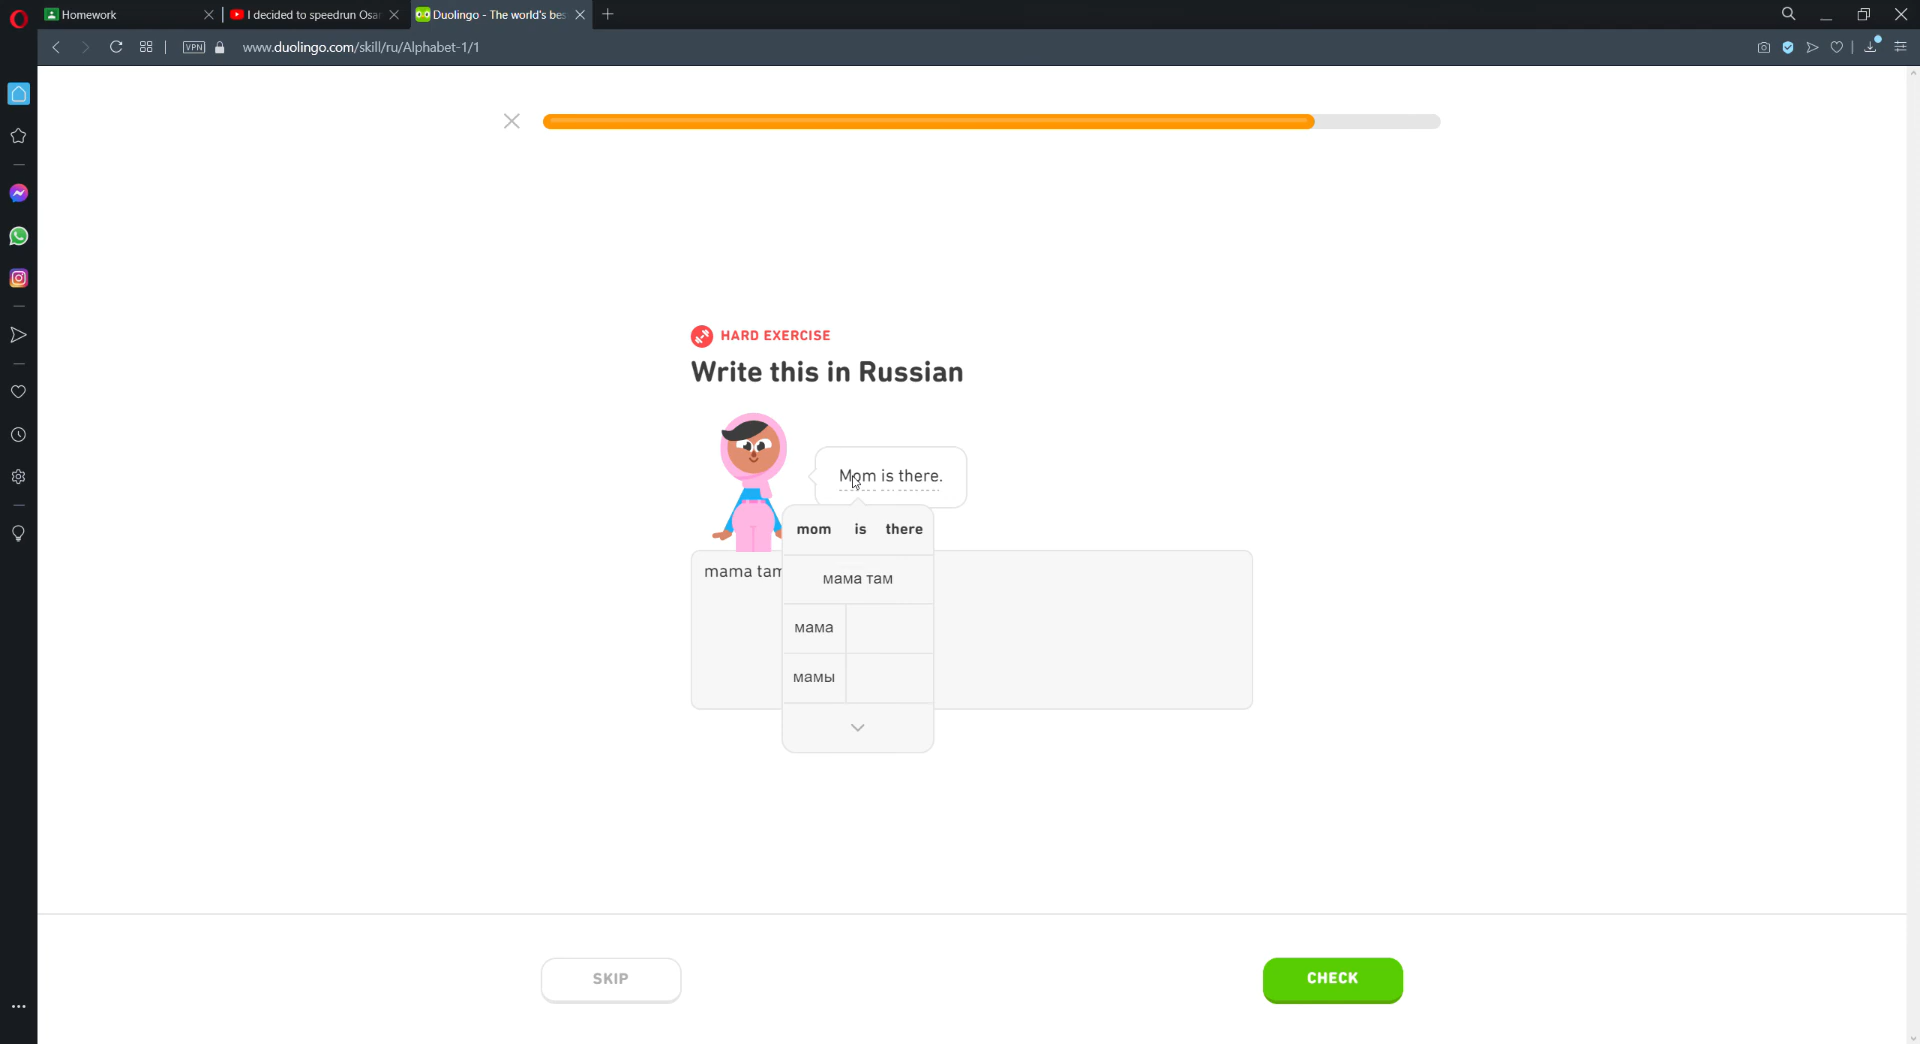 Homework
I decided to speedrun Osa
Duolingo - The world's bes
VPN
www.duolingo.com/skill/ru/Alphabet-1/1
HARD EXERCISE
Write this in Russian
Mom is there.
mom is there
mama tam
мама там
мама
мамы
SKIP
CHECK